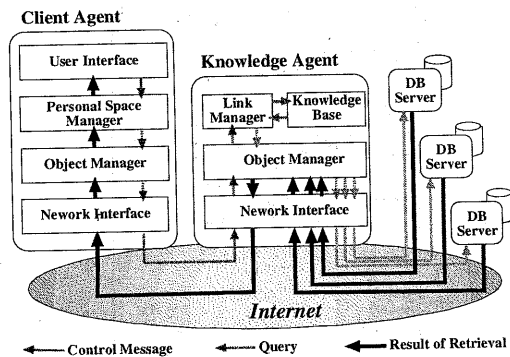 Client Agent
User Interface
Personal Space
Manager
Object Manager
Nework Interface
Knowledge Agent
Link
Manager
Knowledge
Base
Object Manager
Nework Interface
DB
Server
DB
Server
DB
Server
Internet
Control Message
Query
Result of Retrieval